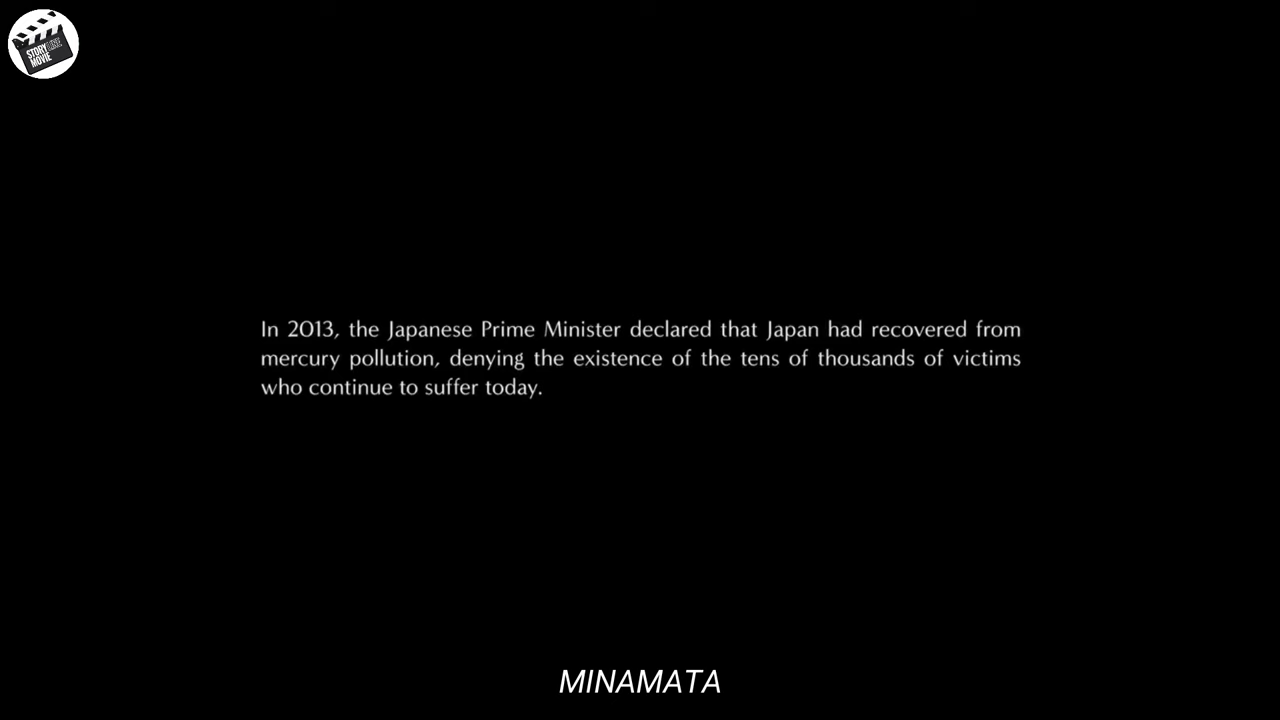 STORY
MOVIE
In 2013, the Japanese Prime Minister declared that Japan had recovered from
mercury pollution, denying the existence of the tens of thousands of victims
who continue to suffer today.
MINAMATA